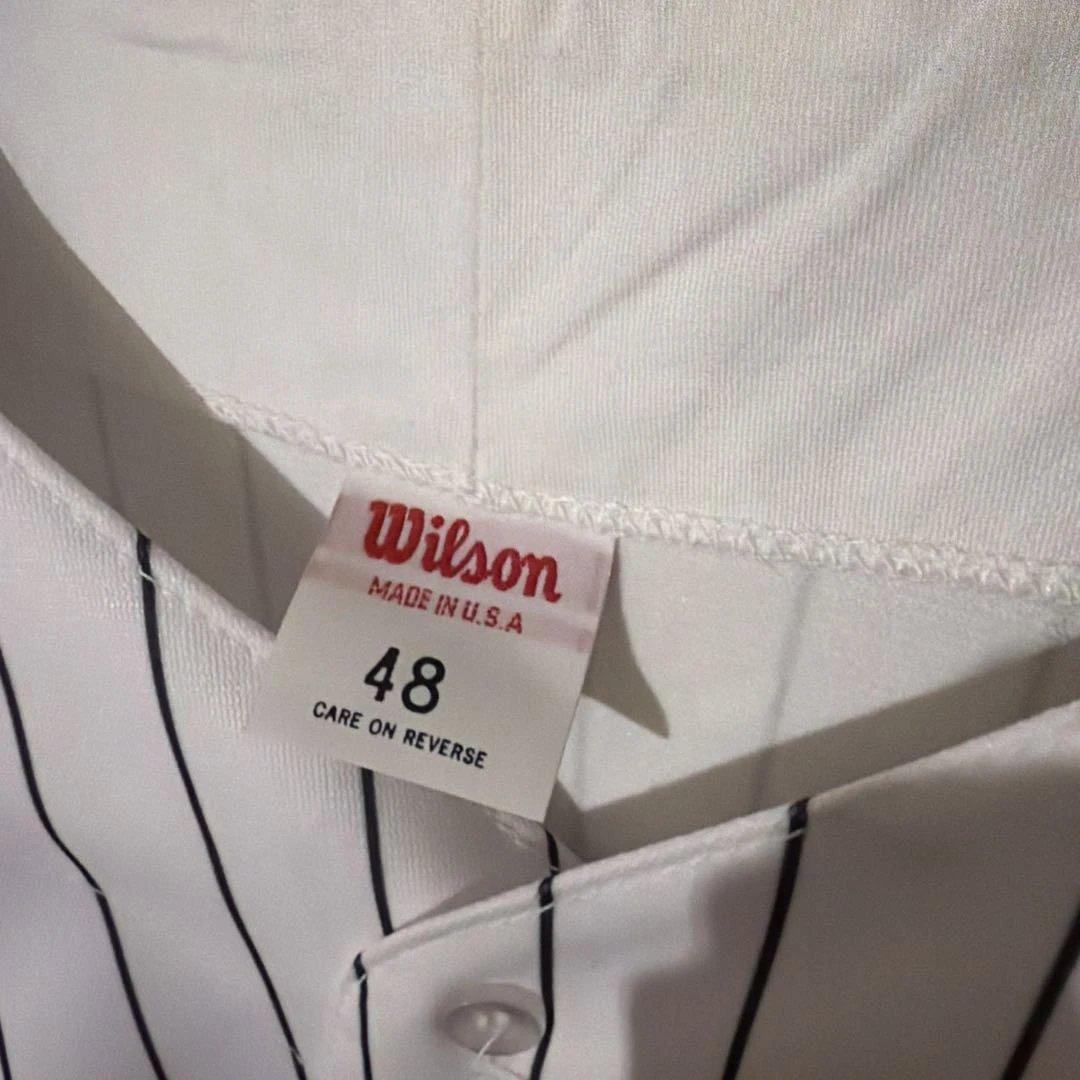 Wilson
MADE IN U.S.A
48
CARE ON REVERSE